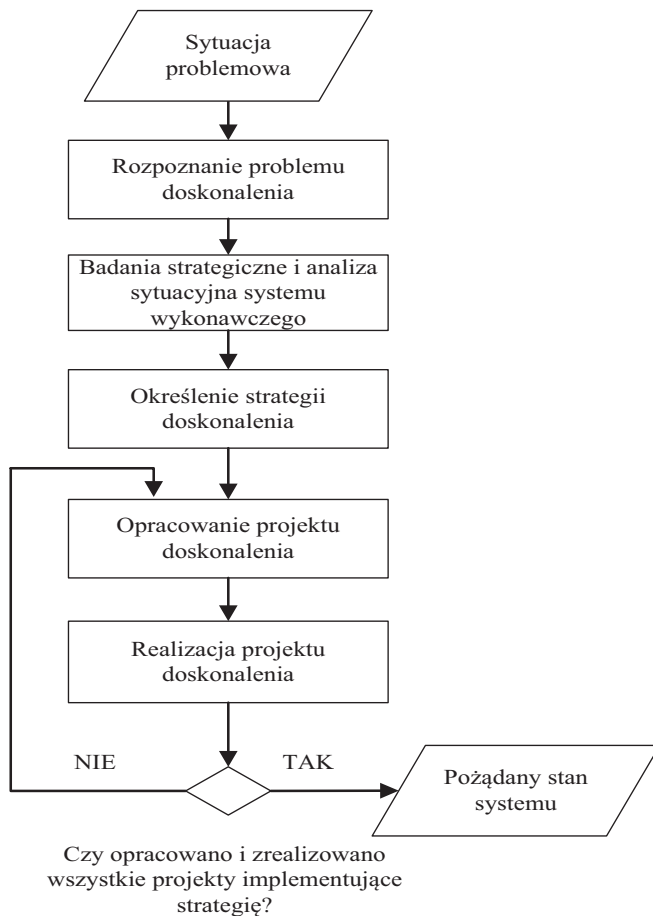 Sytuacja
problemowa
Rozpoznanie problemu
doskonalenia
Badania strategiczne i analiza
sytuacyjna systemu
wykonawczego
Określenie strategii
doskonalenia
Opracowanie projektu
doskonalenia
Realizacja projektu
doskonalenia
NIE
TAK
Pożądany stan
systemu
Czy opracowano i zrealizowano
wszystkie projekty implementujące
strategię?